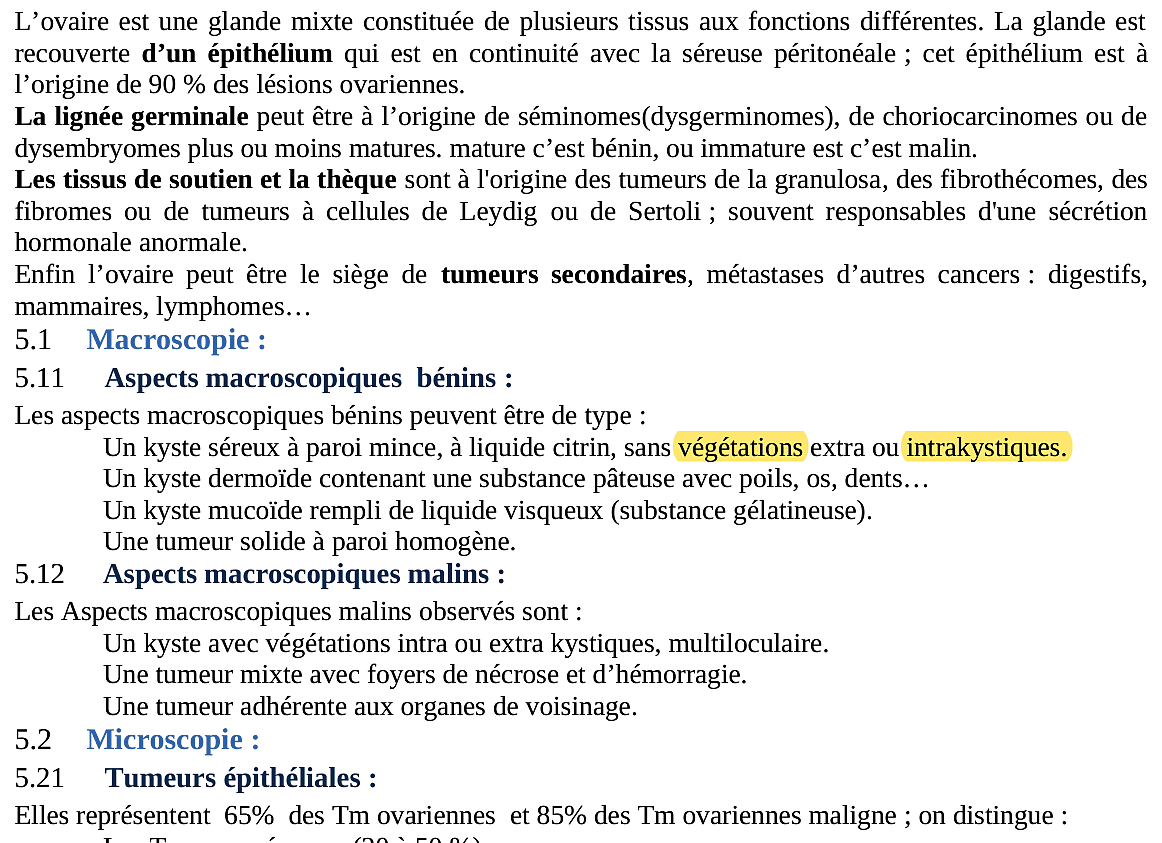 L’ovaire est une glande mixte constituée de plusieurs tissus aux fonctions différentes. La glande est
recouverte d’un épithélium qui est en continuité avec la séreuse péritonéale ; cet épithélium est à
l’origine de 90 % des lésions ovariennes.
La lignée germinale peut être à l’origine de séminomes(dysgerminomes), de choriocarcinomes ou de
dysembryomes plus ou moins matures. mature c’est bénin, ou immature est c’est malin.
Les tissus de soutien et la thèque sont à l'origine des tumeurs de la granulosa, des fibrothécomes, des
fibromes ou de tumeurs à cellules de Leydig ou de Sertoli ; souvent responsables d'une sécrétion
hormonale anormale.
Enfin l’ovaire peut être le siège de tumeurs secondaires, métastases d’autres cancers : digestifs,
mammaires, lymphomes…
5.1 Macroscopie :
5.11 Aspects macroscopiques bénins :
Les aspects macroscopiques bénins peuvent être de type :
Un kyste séreux à paroi mince, à liquide citrin, sans végétations extra ou intrakystiques.
Un kyste dermoïde contenant une substance pâteuse avec poils, os, dents…
Un kyste mucoïde rempli de liquide visqueux (substance gélatineuse).
Une tumeur solide à paroi homogène.
5.12 Aspects macroscopiques malins :
Les Aspects macroscopiques malins observés sont :
Un kyste avec végétations intra ou extra kystiques, multiloculaire.
Une tumeur mixte avec foyers de nécrose et d’hémorragie.
Une tumeur adhérente aux organes de voisinage.
5.2 Microscopie :
5.21 Tumeurs épithéliales :
Elles représentent 65% des Tm ovariennes et 85% des Tm ovariennes maligne ; on distingue :